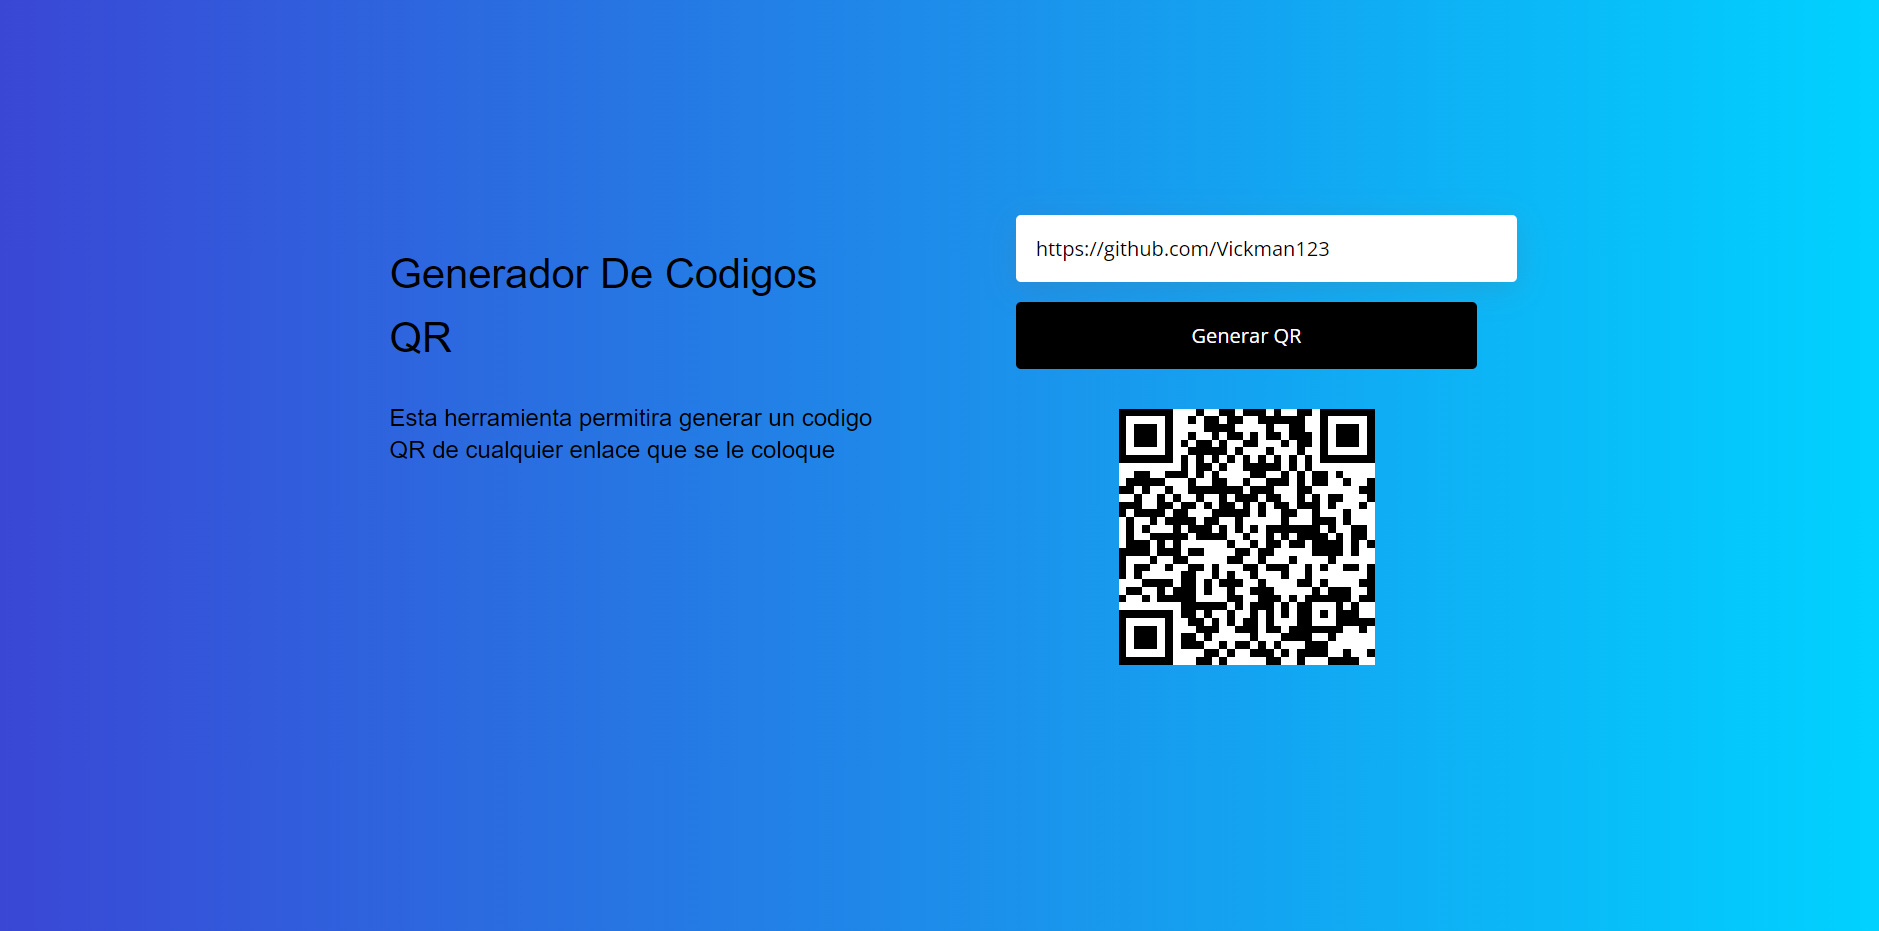 Generador De Codigos
QR
Esta herramienta permitira generar un codigo
QR de cualquier enlace que se le coloque
https://github.com/Vickman123
Generar QR